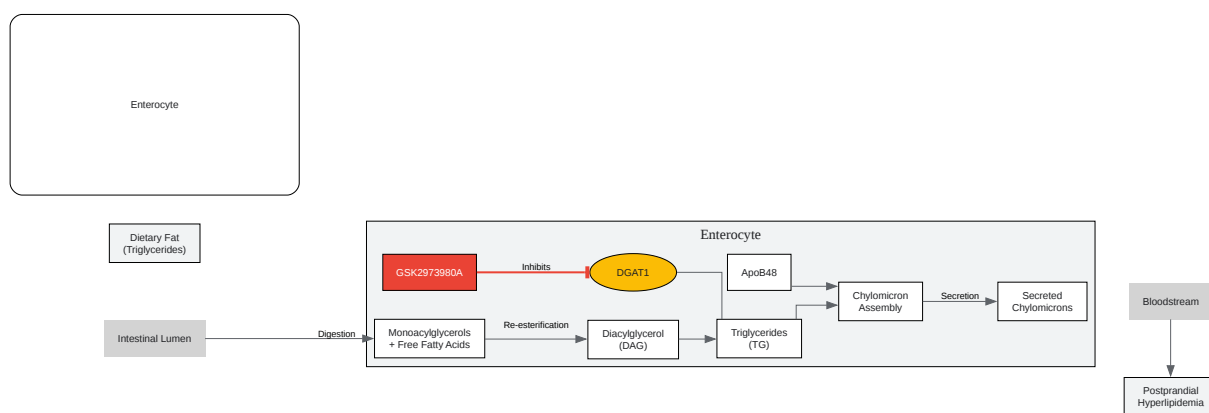 Enterocyte
Dietary Fat
(Triglycerides)
Enterocyte
GSK2973980A
Inhibits
DGAT1
ApoB48
Chylomicron
Assembly
Secretion
Secreted
Chylomicrons
Bloodstream
Intestinal Lumen
Digestion
Monoacylglycerols
+ Free Fatty Acids
Re-esterification
Diacylglycerol
(DAG)
Triglycerides
(TG)
Postprandial
Hyperlipidemia